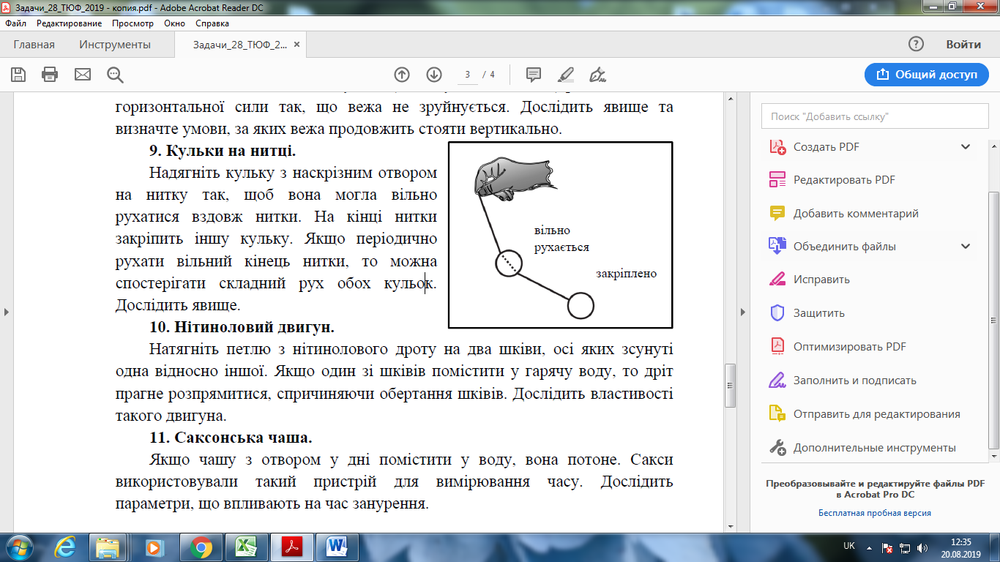 Задачи_28_ТЮФ_2019 - копия.pdf - Adobe Acrobat Reader DC
Файл Редактирование Просмотр Окно Справка
Главная Инструменты Задачи_28_ТЮФ_2... × Войти
3 / 4 Общий доступ
горизонтальної сили так, що вежа не зруйнується. Дослідить явище та
визначте умови, за яких вежа продовжить стояти вертикально.
9. Кульки на нитці.
Надягніть кульку з наскрізним отвором
на нитку так, щоб вона могла вільно
рухатися вздовж нитки. На кінці нитки
закріпить іншу кульку. Якщо періодично
рухати вільний кінець нитки, то можна
спостерігати складний рух обох кульок.
Дослідить явище.
вільно
рухається
закріплено
10. Нітиноловий двигун.
Натягніть петлю з нітинолового дроту на два шківи, осі яких зсунуті
одна відносно іншої. Якщо один зі шківів помістити у гарячу воду, то дріт
прагне розпрямитися, спричиняючи обертання шківів. Дослідить властивості
такого двигуна.
11. Саксонська чаша.
Якщо чашу з отвором у дні помістити у воду, вона потоне. Сакси
використовували такий пристрій для вимірювання часу. Дослідить
параметри, що впливають на час занурення.
Поиск "Добавить ссылку"
Создать PDF
Редактировать PDF
Добавить комментарий
Объединить файлы
Исправить
Защитить
Оптимизировать PDF
Заполнить и подписать
Отправить для редактирования
Дополнительные инструменты
Преобразовывайте и редактируйте файлы PDF
в Acrobat Pro DC
Бесплатная пробная версия
UK 12:35
20.08.2019